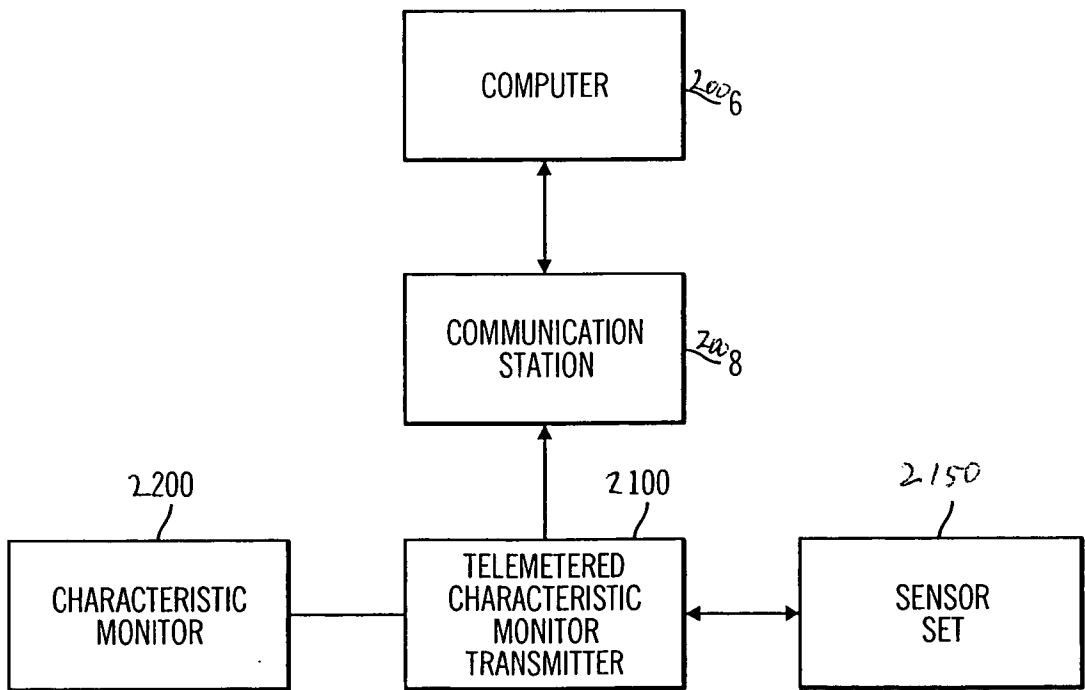 COMPUTER
2006
COMMUNICATION
STATION
2008
2200
2100
2150
CHARACTERISTIC
MONITOR
TELEMETERED
CHARACTERISTIC
MONITOR
TRANSMITTER
SENSOR
SET